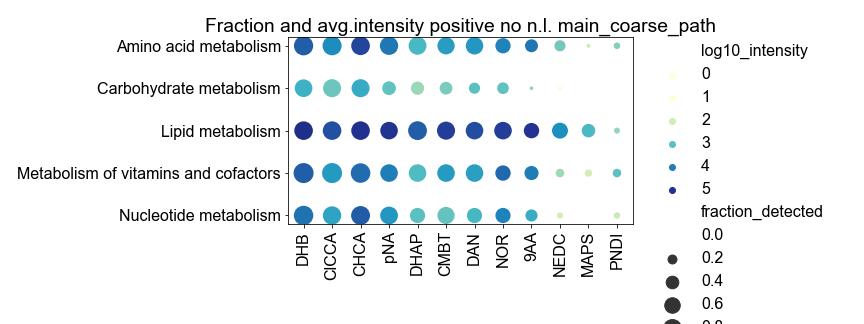 Fraction and avg.intensity positive no n.l. main_coarse_path
Amino acid metabolism
Carbohydrate metabolism
Lipid metabolism
Metabolism of vitamins and cofactors
Nucleotide metabolism
DHB
ClCCA
CHCA
pNA
DHAP
CMBT
DAN
NOR
9AA
NEDC
MAPS
PNDI
log10_intensity
0
1
2
3
4
5
fraction_detected
0.0
0.2
0.4
0.6
0.8